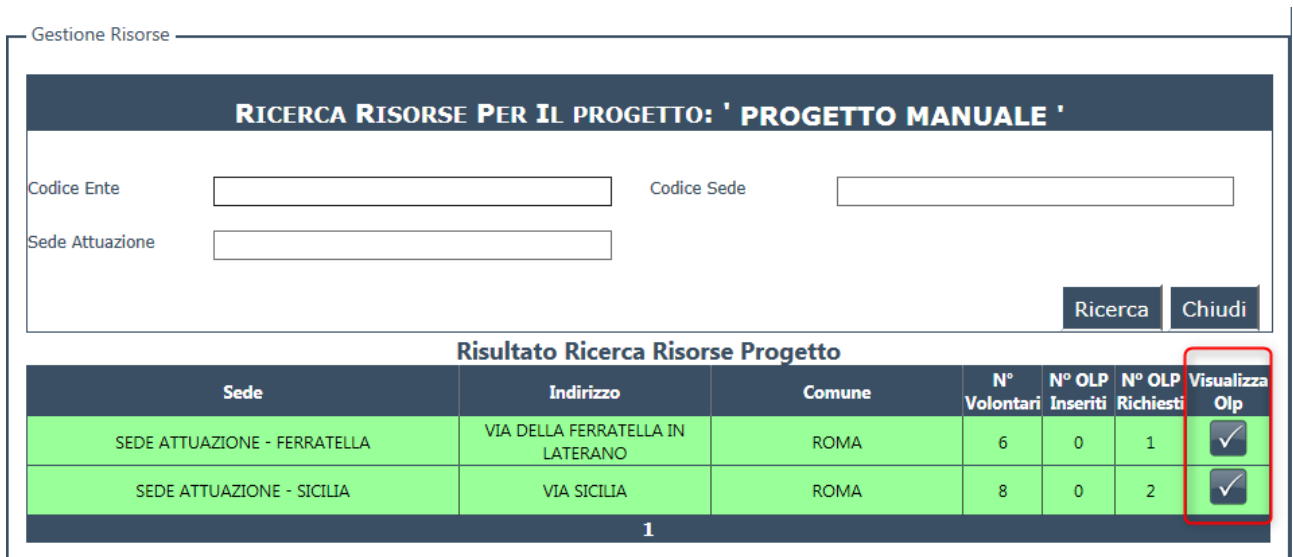 Gestione Risorse
RICERCA RISORSE PER IL PROGETTO: ' PROGETTO MANUALE '
Codice Ente Codice Sede
Sede Attuazione
Ricerca Chiudi
Risultato Ricerca Risorse Progetto
Sede Indirizzo Comune N° Volontari N° OLP Inseriti N° OLP Richiesti Visualizza Olp
SEDE ATTUAZIONE - FERRATELLA VIA DELLA FERRATELLA IN LATERANO ROMA 6 0 1
SEDE ATTUAZIONE - SICILIA VIA SICILIA ROMA 8 0 2
1